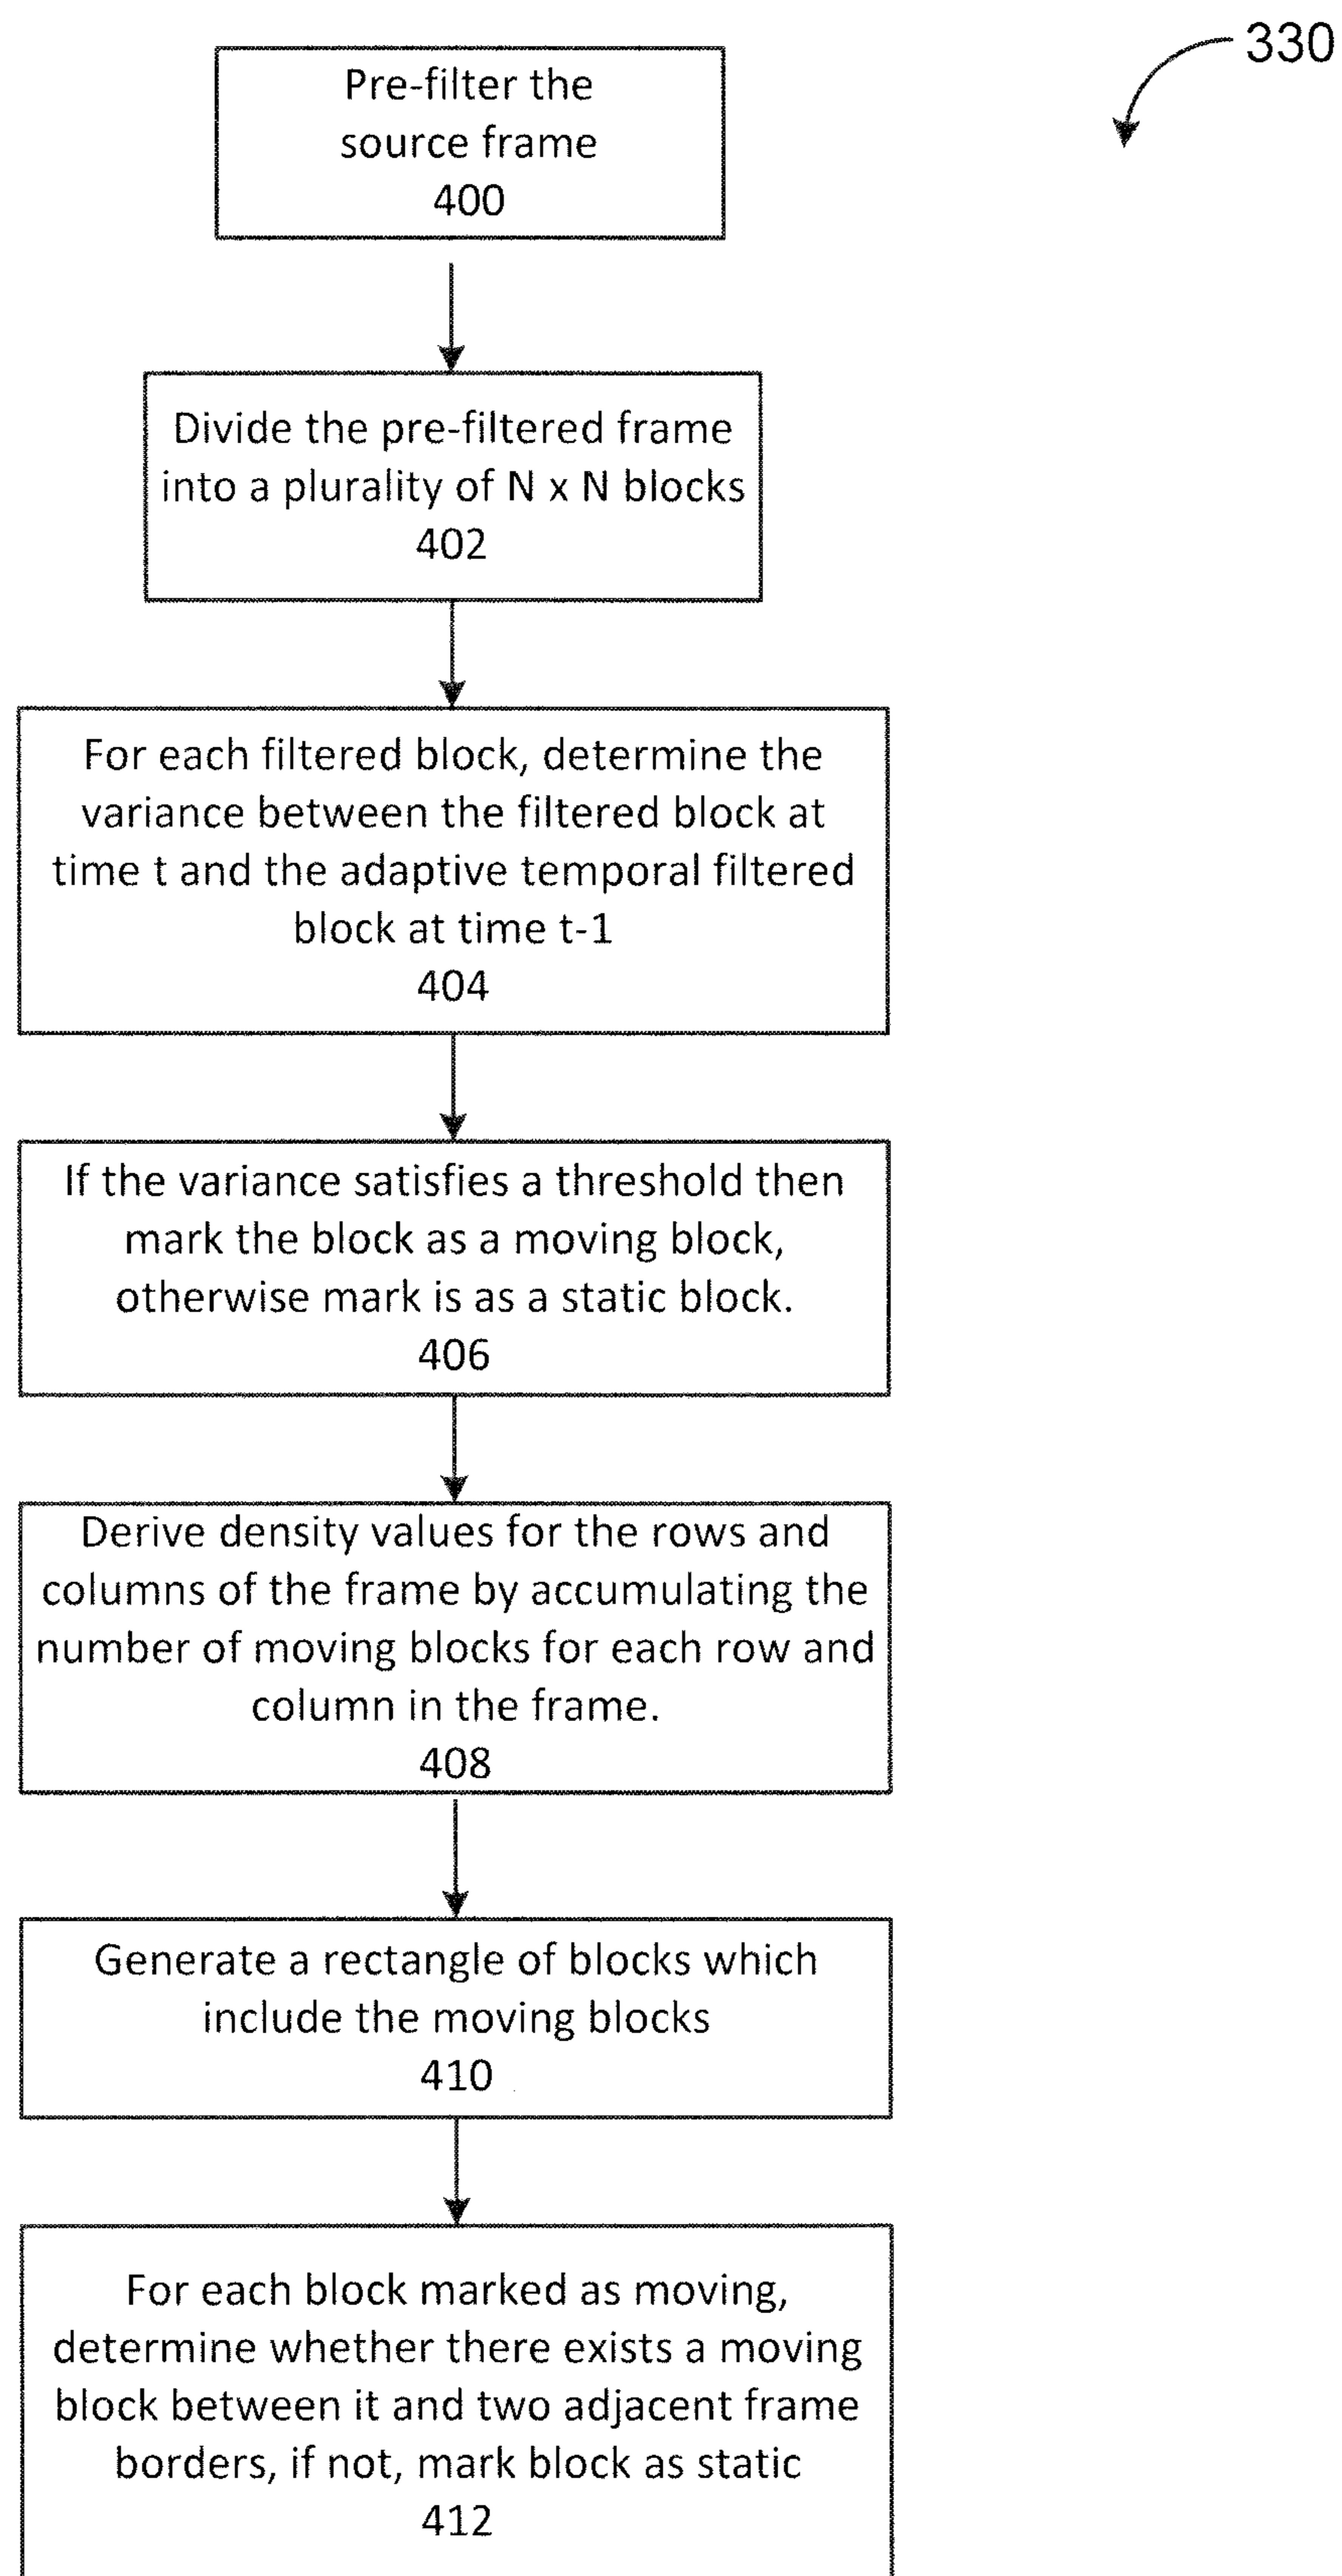 330
Pre-filter the
source frame
400
Divide the pre-filtered frame
into a plurality of N x N blocks
402
For each filtered block, determine the
variance between the filtered block at
time t and the adaptive temporal filtered
block at time t-1
404
If the variance satisfies a threshold then
mark the block as a moving block,
otherwise mark is as a static block.
406
Derive density values for the rows and
columns of the frame by accumulating the
number of moving blocks for each row and
column in the frame.
408
Generate a rectangle of blocks which
include the moving blocks
410
For each block marked as moving,
determine whether there exists a moving
block between it and two adjacent frame
borders, if not, mark block as static
412